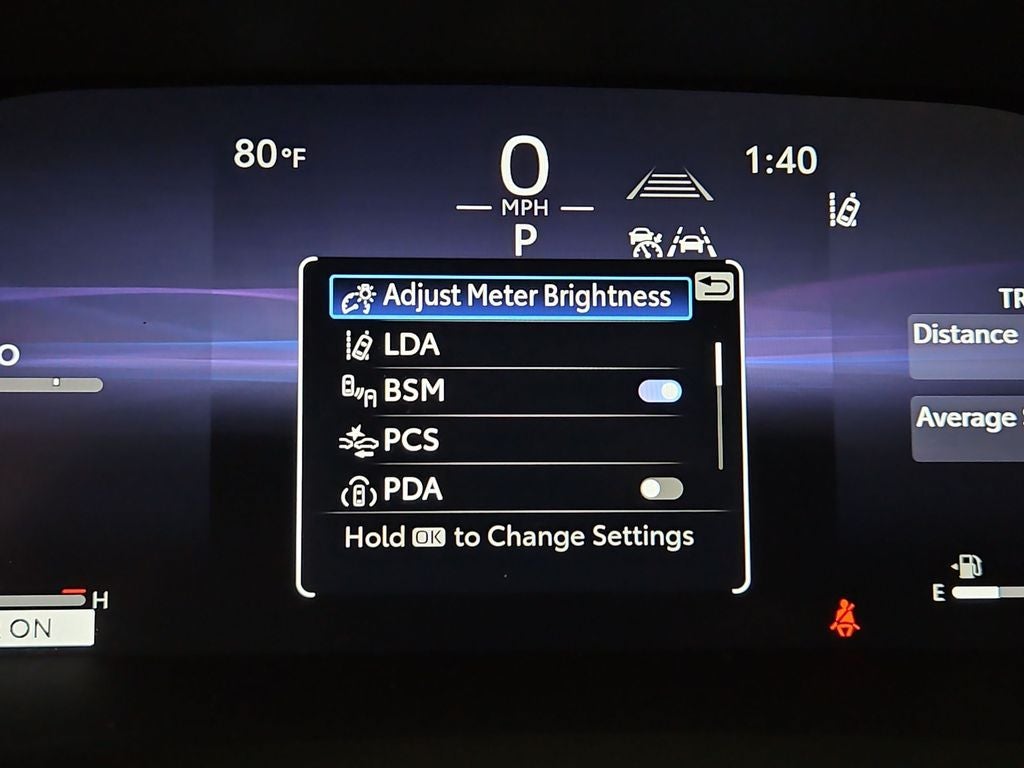 80°F
0
MPH
P
1:40
Adjust Meter Brightness
LDA
BSM
PCS
PDA
Hold OK to Change Settings
Distance
Average
H
ON
E